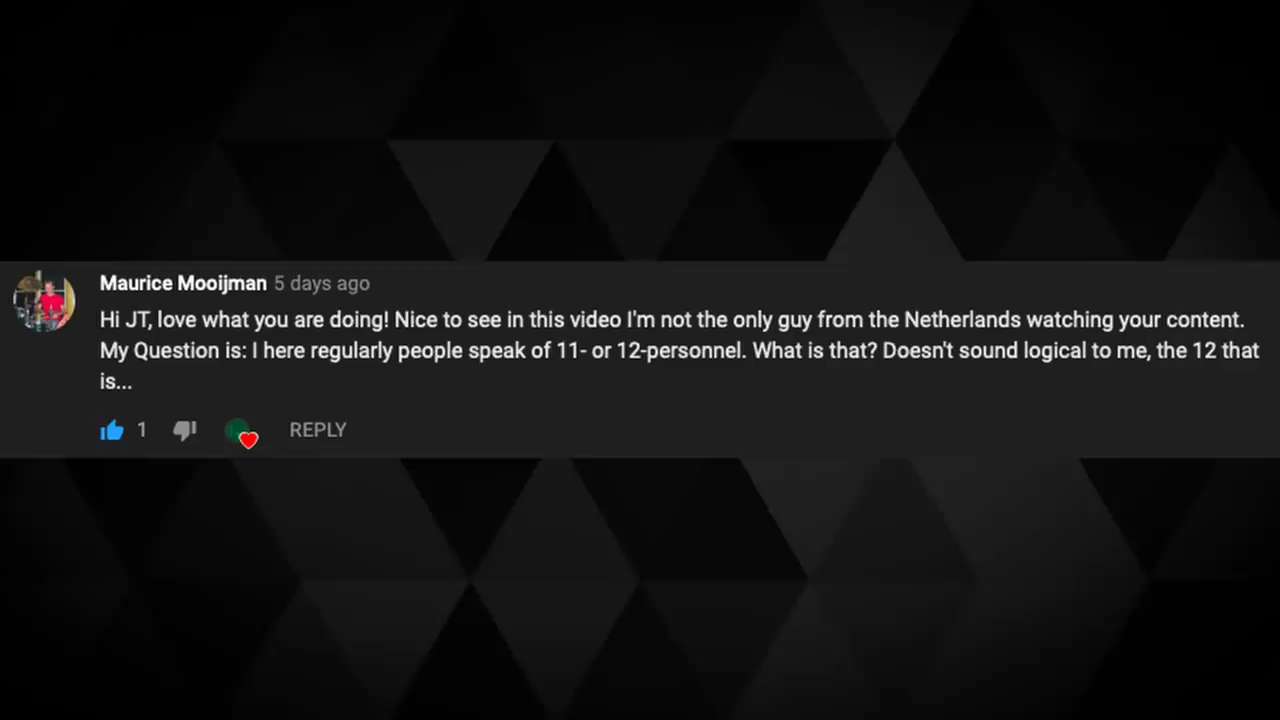 Maurice Mooijman 5 days ago
Hi JT, love what you are doing! Nice to see in this video I'm not the only guy from the Netherlands watching your content.
My Question is: I here regularly people speak of 11- or 12-personnel. What is that? Doesn't sound logical to me, the 12 that
is...
1 REPLY